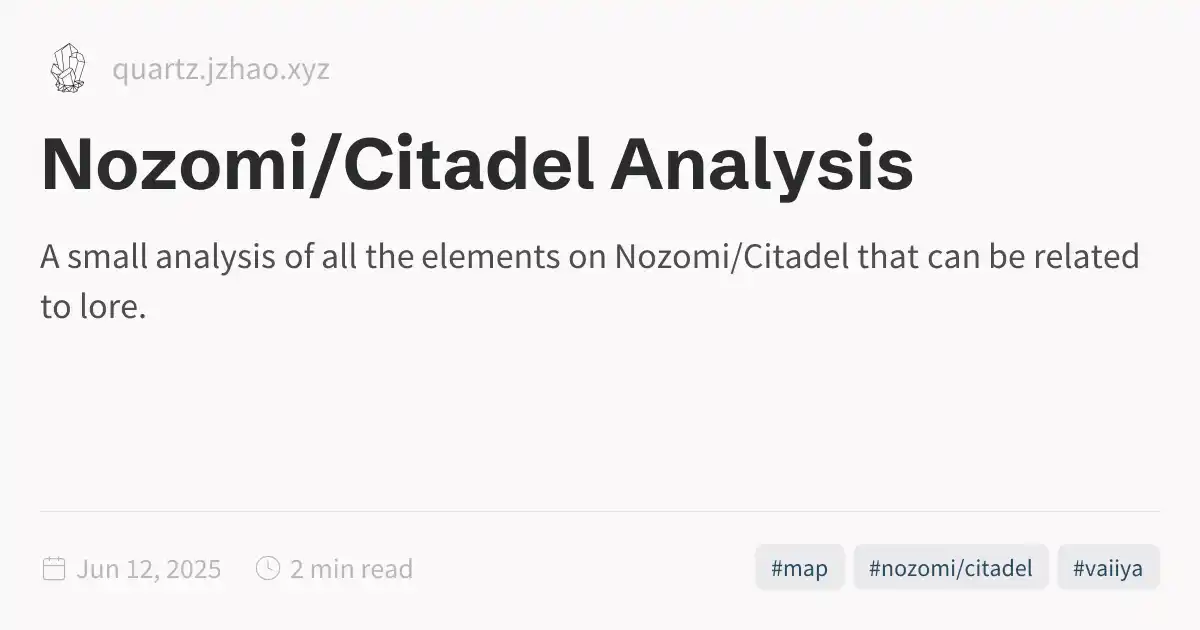 quartz.jzhao.xyz
Nozomi/Citadel Analysis
A small analysis of all the elements on Nozomi/Citadel that can be related
to lore.
Jun 12, 2025
2 min read
#map
#nozomi/citadel
#vaiiya